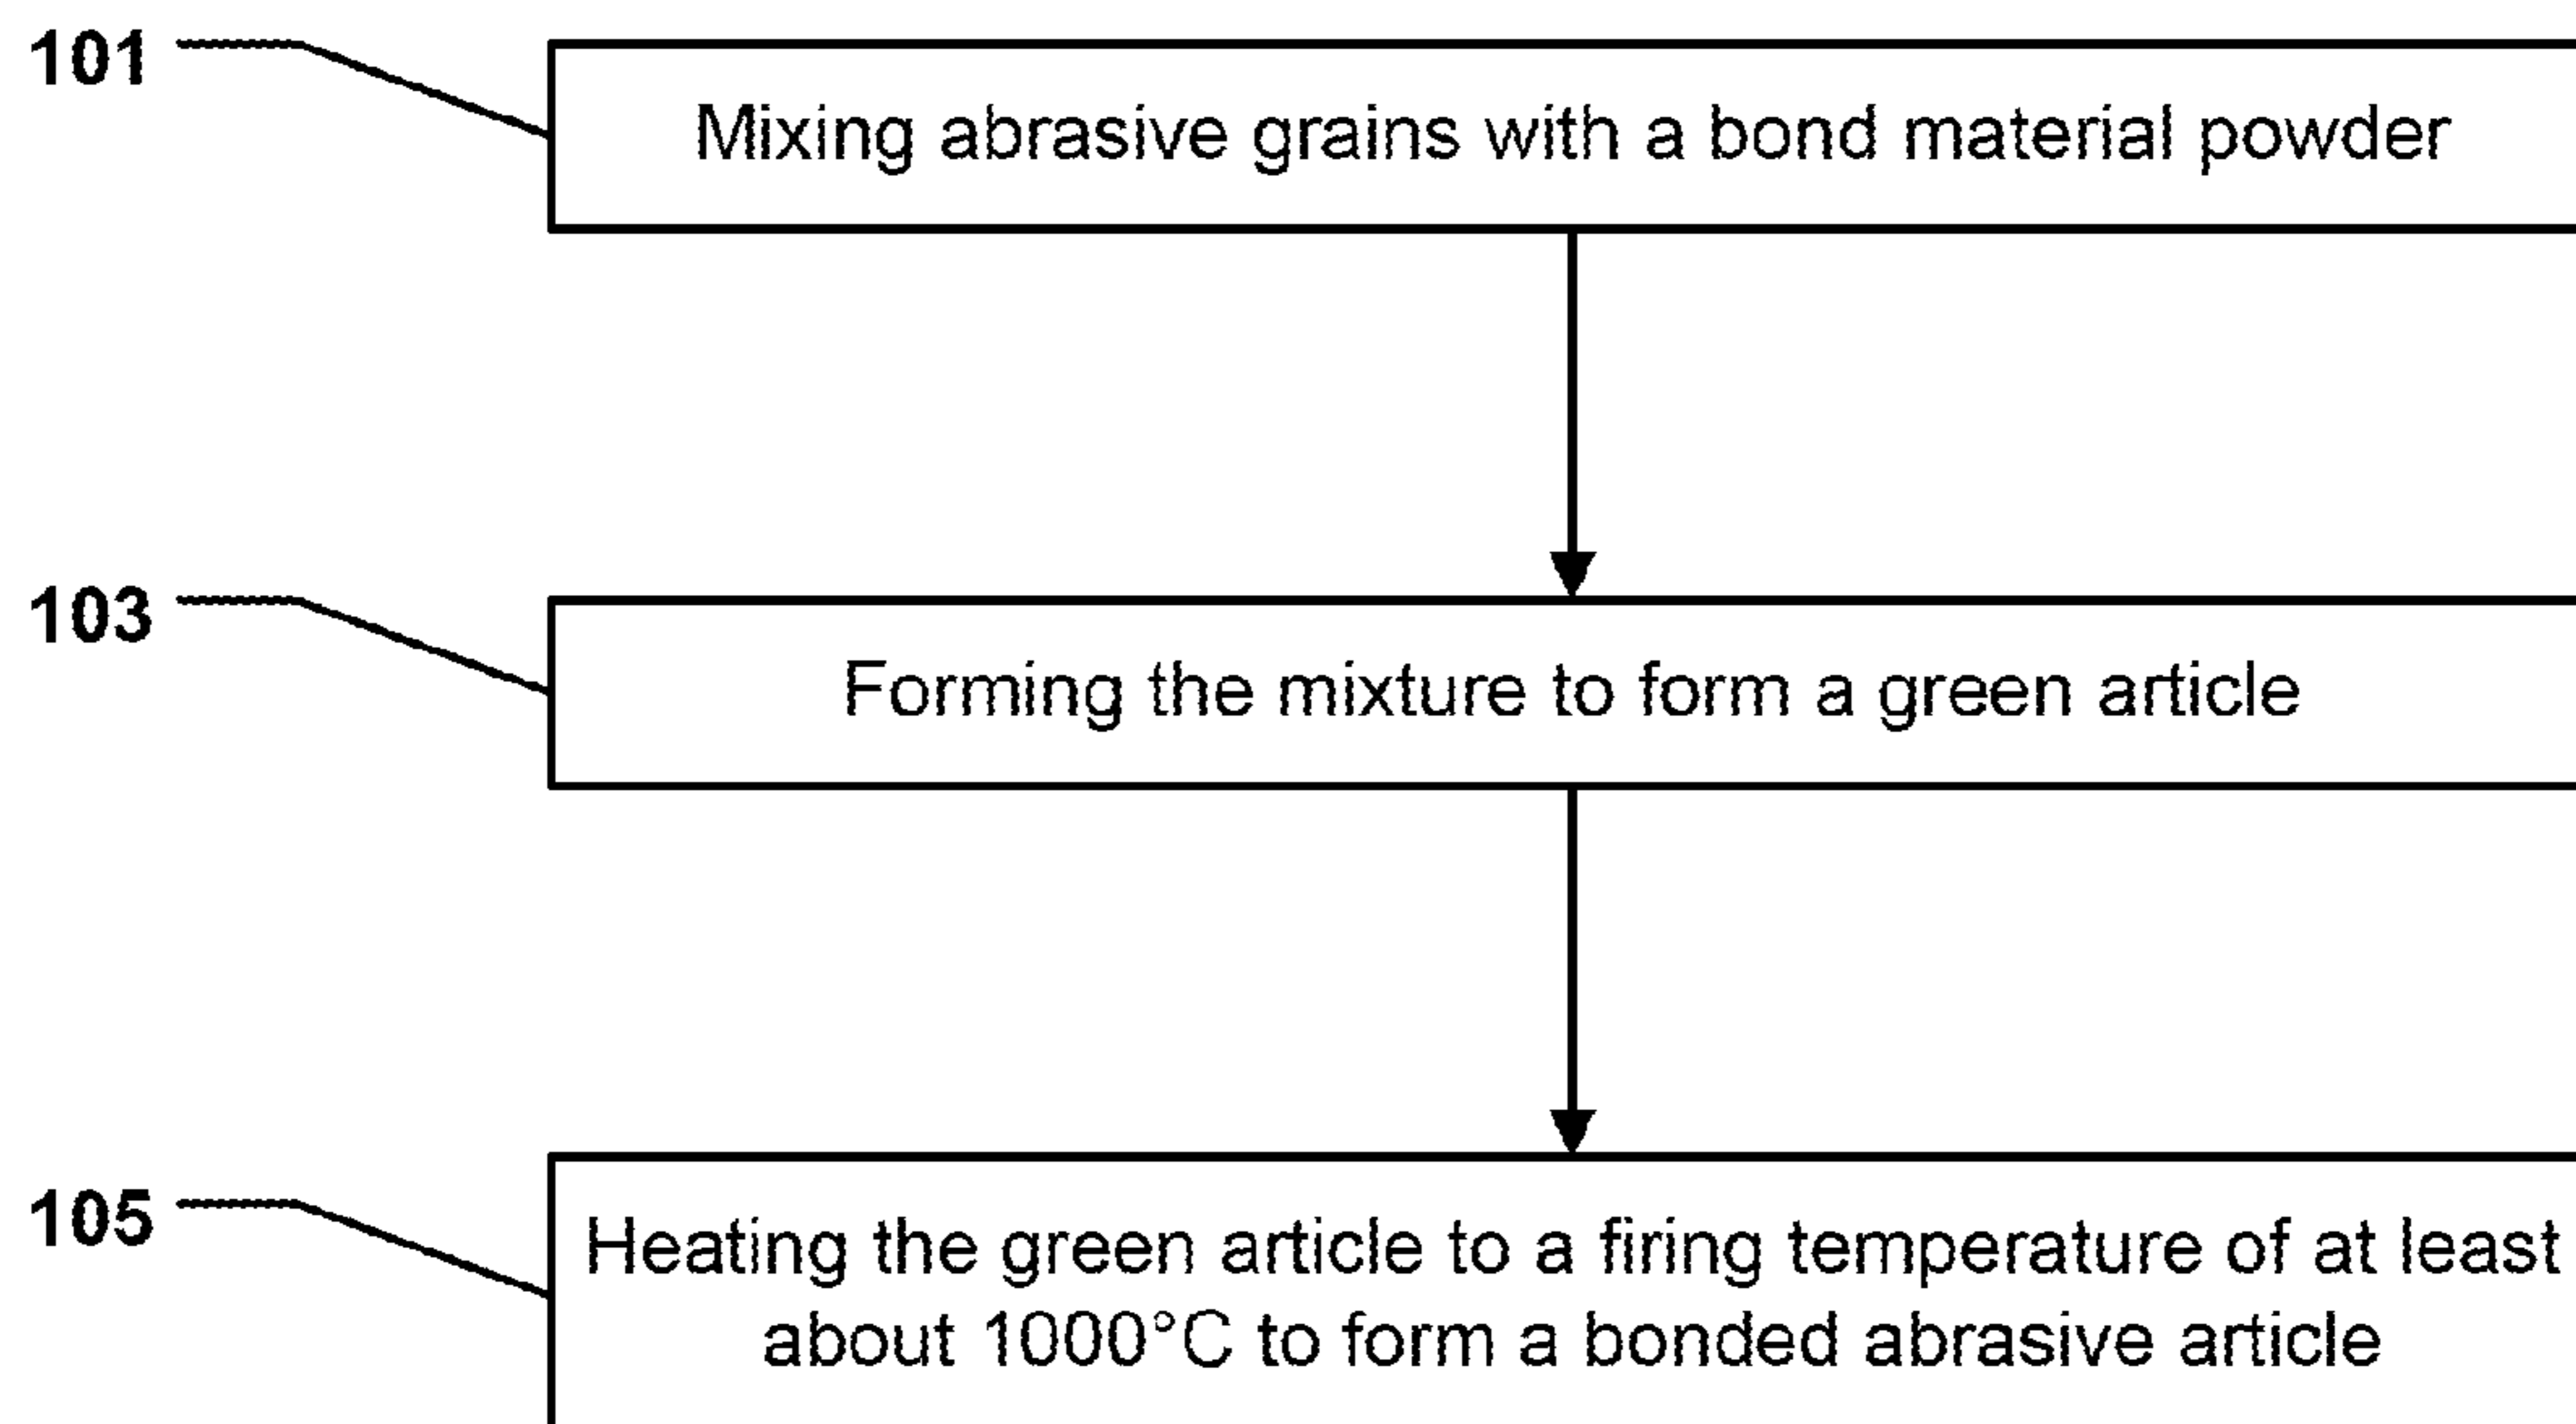 101
Mixing abrasive grains with a bond material powder
103
Forming the mixture to form a green article
105
Heating the green article to a firing temperature of at least
about 1000°C to form a bonded abrasive article